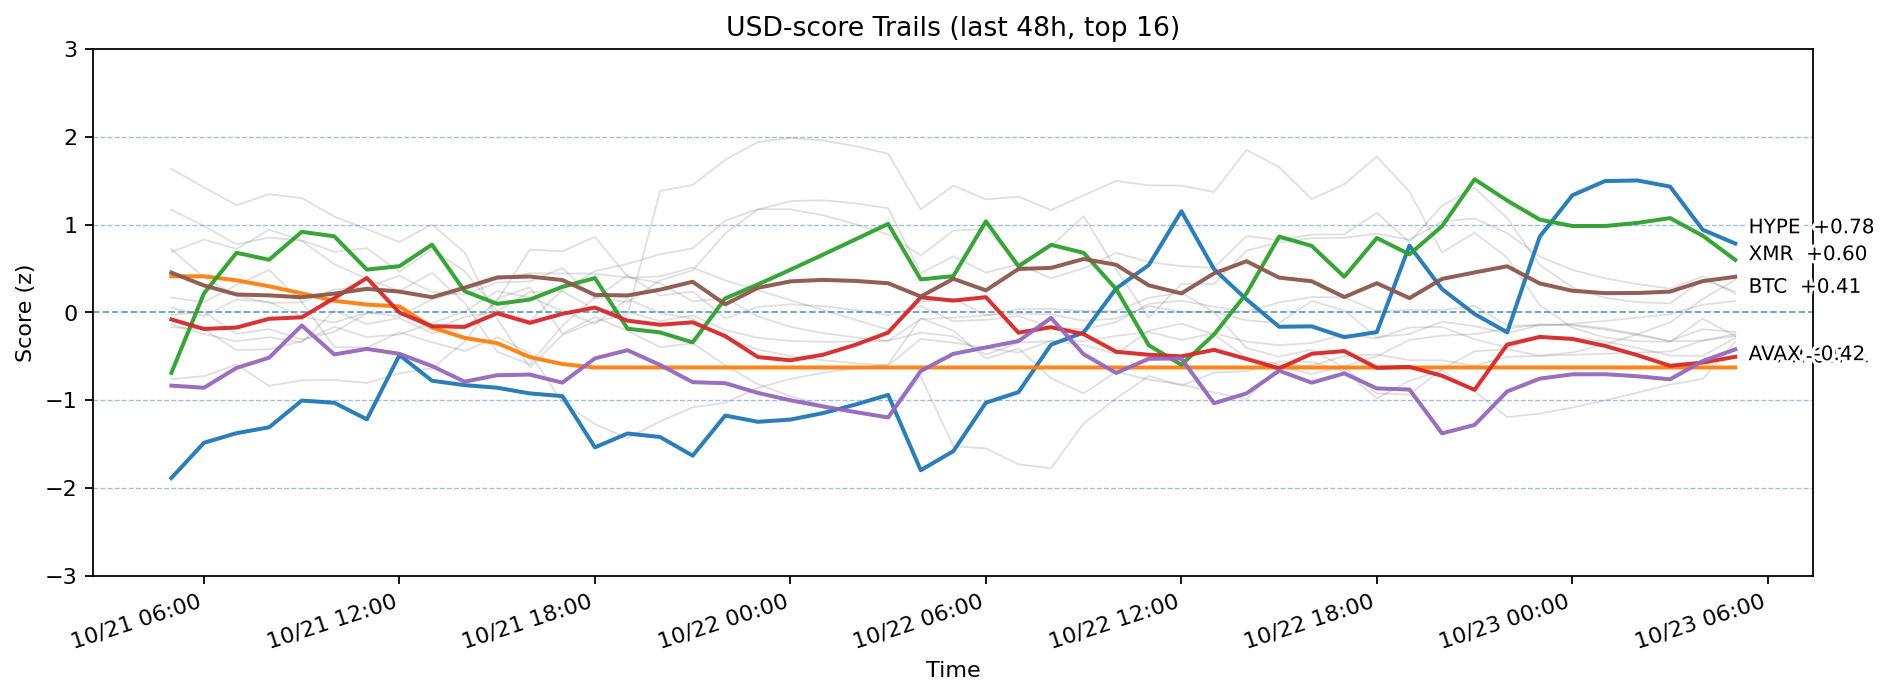 USD-score Trails (last 48h, top 16)
Score (z)
3
2
1
0
−1
−2
−3
HYPE +0.78
XMR +0.60
BTC +0.41
AVAX -0.42
10/21 06:00
10/21 12:00
10/21 18:00
10/22 00:00
10/22 06:00
10/22 12:00
10/22 18:00
10/23 00:00
10/23 06:00
Time